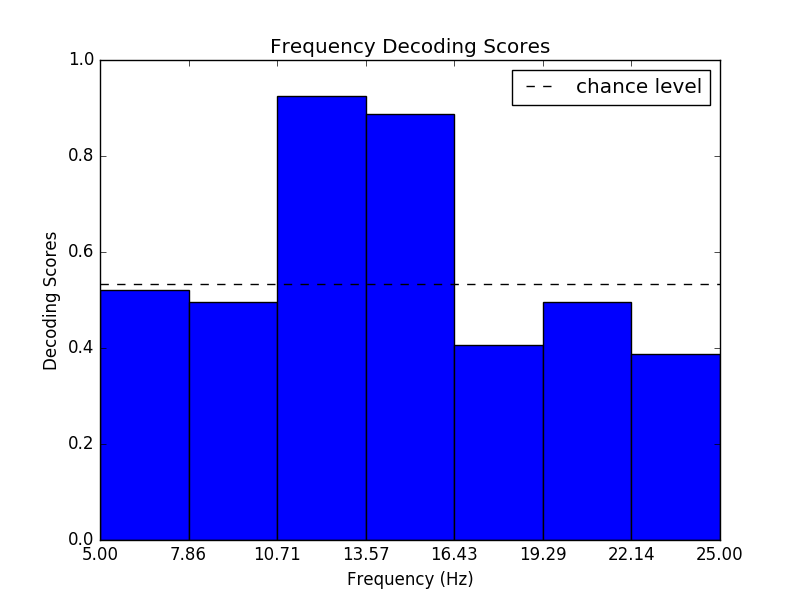 Frequency Decoding Scores
chance level
1.0
0.8
0.6
0.4
0.2
0.0
Decoding Scores
5.00 7.86 10.71 13.57 16.43 19.29 22.14 25.00
Frequency (Hz)